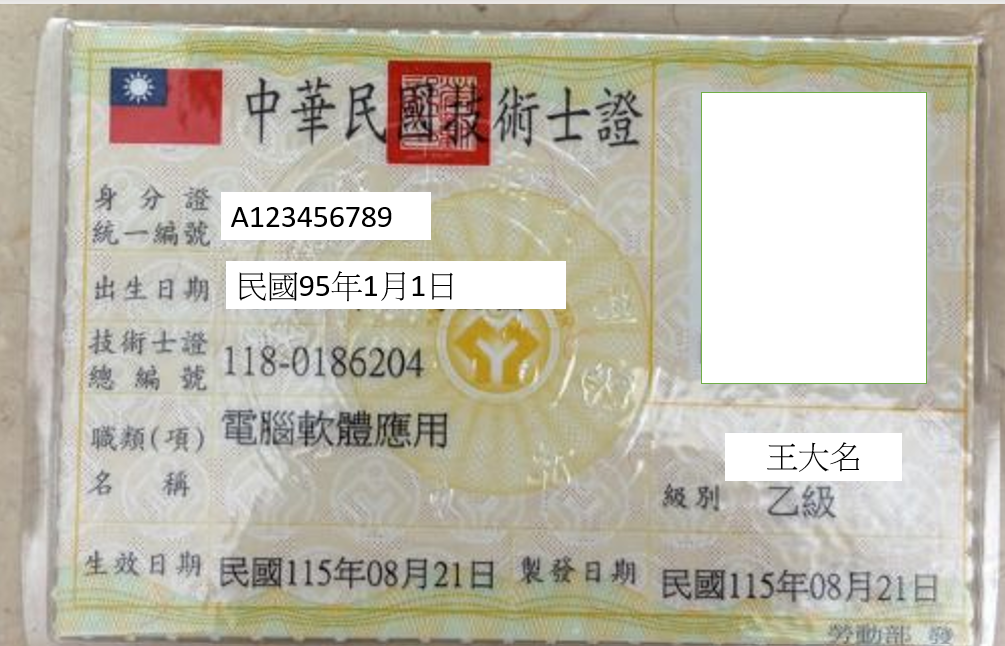 中華民國技術士證
身分證
統一編號 A123456789
出生日期 民國95年1月1日
技術士證
總編號 118-0186204
職類(項) 電腦軟體應用
名稱
王大名
級別 乙級
生效日期 民國115年08月21日 製發日期 民國115年08月21日
勞動部 發